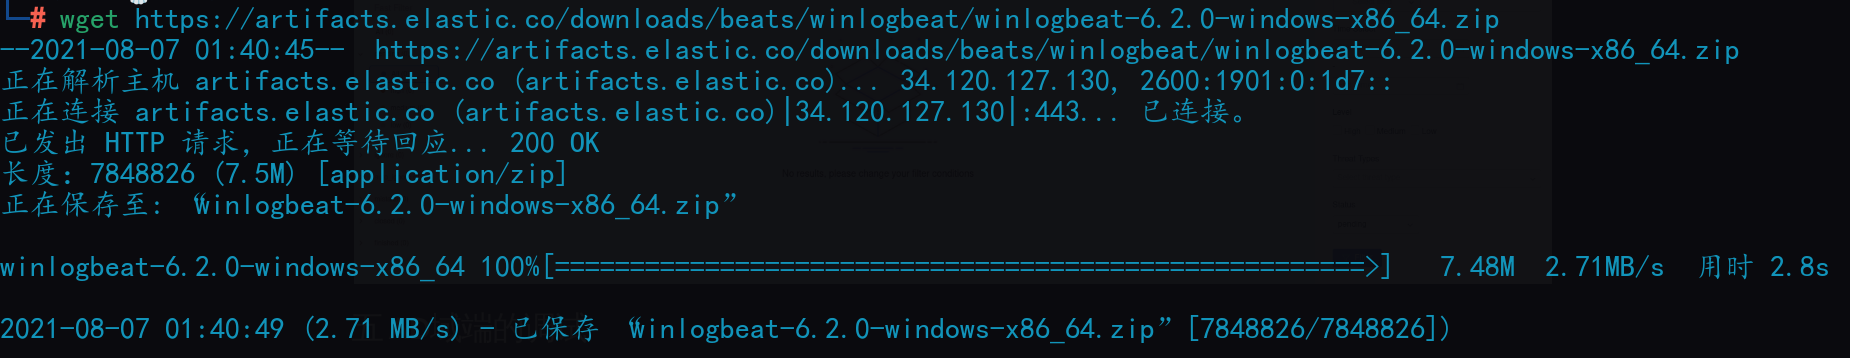 # wget https://artifacts.elastic.co/downloads/beats/winlogbeat/winlogbeat-6.2.0-windows-x86_64.zip
--2021-08-07 01:40:45-- https://artifacts.elastic.co/downloads/beats/winlogbeat/winlogbeat-6.2.0-windows-x86_64.zip
正在解析主机 artifacts.elastic.co (artifacts.elastic.co)... 34.120.127.130, 2600:1901:0:1d7::
正在连接 artifacts.elastic.co (artifacts.elastic.co)|34.120.127.130|:443... 已连接。
已发出 HTTP 请求，正在等待回应... 200 OK
长度：7848826 (7.5M) [application/zip]
正在保存至: “winlogbeat-6.2.0-windows-x86_64.zip”
winlogbeat-6.2.0-windows-x86_64 100%[======================================================>] 7.48M 2.71MB/s 用时 2.8s
2021-08-07 01:40:49 (2.71 MB/s) - 已保存 “winlogbeat-6.2.0-windows-x86_64.zip” [7848826/7848826])